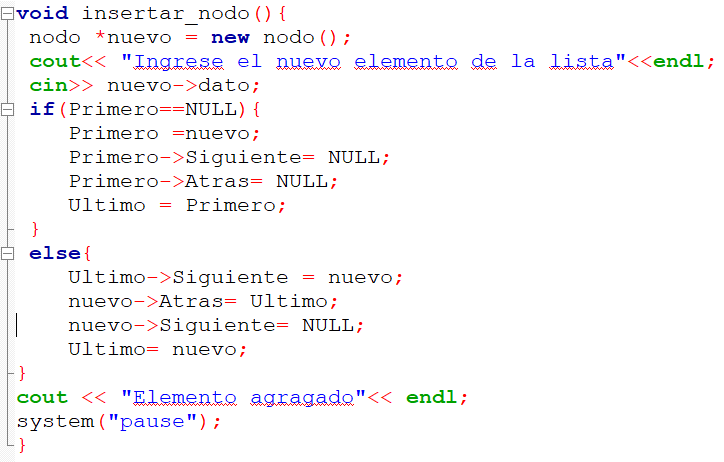 void insertar_nodo(){
nodo *nuevo = new nodo();
cout<< "Ingrese el nuevo elemento de la lista"<<endl;
cin>> nuevo->dato;
if(Primero==NULL){
Primero =nuevo;
Primero->Siguiente= NULL;
Primero->Atras= NULL;
Ultimo = Primero;
}
else{
Ultimo->Siguiente = nuevo;
nuevo->Atras= Ultimo;
nuevo->Siguiente= NULL;
Ultimo= nuevo;
}
cout << "Elemento agragado"<< endl;
system("pause");
}